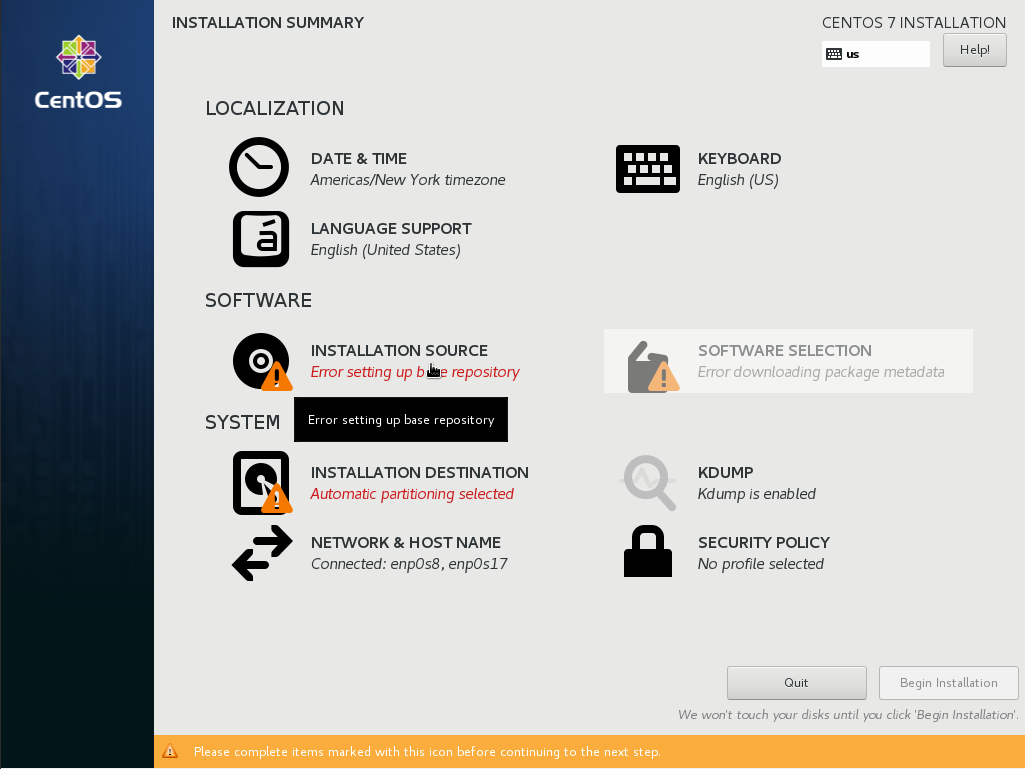 INSTALLATION SUMMARY
CENTOS 7 INSTALLATION
us
Help!
CentOS
LOCALIZATION
DATE & TIME
Americas/New York timezone
KEYBOARD
English (US)
á
LANGUAGE SUPPORT
English (United States)
SOFTWARE
INSTALLATION SOURCE
Error setting up base repository
SOFTWARE SELECTION
Error downloading package metadata
SYSTEM
Error setting up base repository
INSTALLATION DESTINATION
Automatic partitioning selected
KDUMP
Kdump is enabled
NETWORK & HOST NAME
Connected: enp0s8, enp0s17
SECURITY POLICY
No profile selected
Quit
Begin Installation
We won't touch your disks until you click 'Begin Installation'.
Please complete items marked with this icon before continuing to the next step.